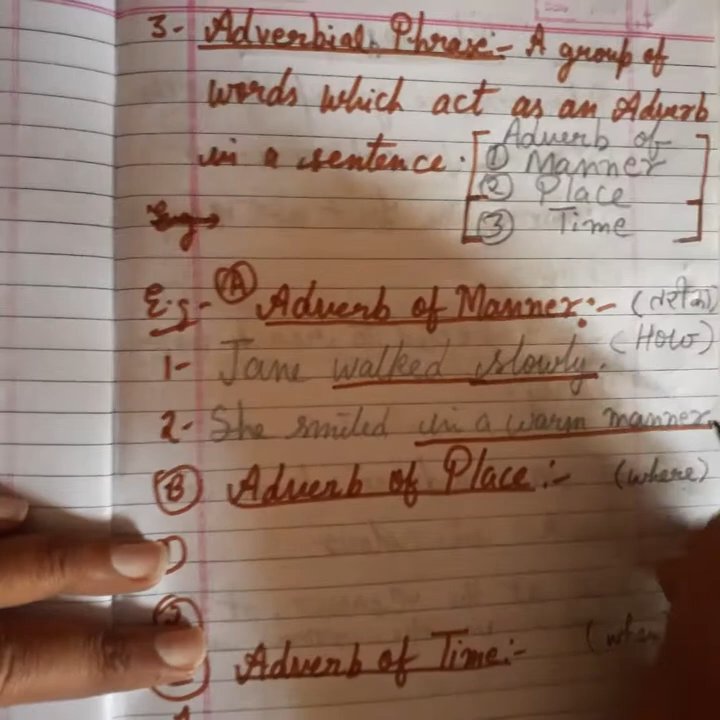 3- Adverbial Phrase:- A group of
words which act as an Adverb
in a sentence.
Adverb of
① Manner
② Place
③ Time
E.g.- Ⓐ Adverb of Manner:- (detail)
(How)
1- Jane walked slowly.
2- She smiled in a warm manner.
Ⓑ Adverb of Place:- (where)
Adverb of Time:-